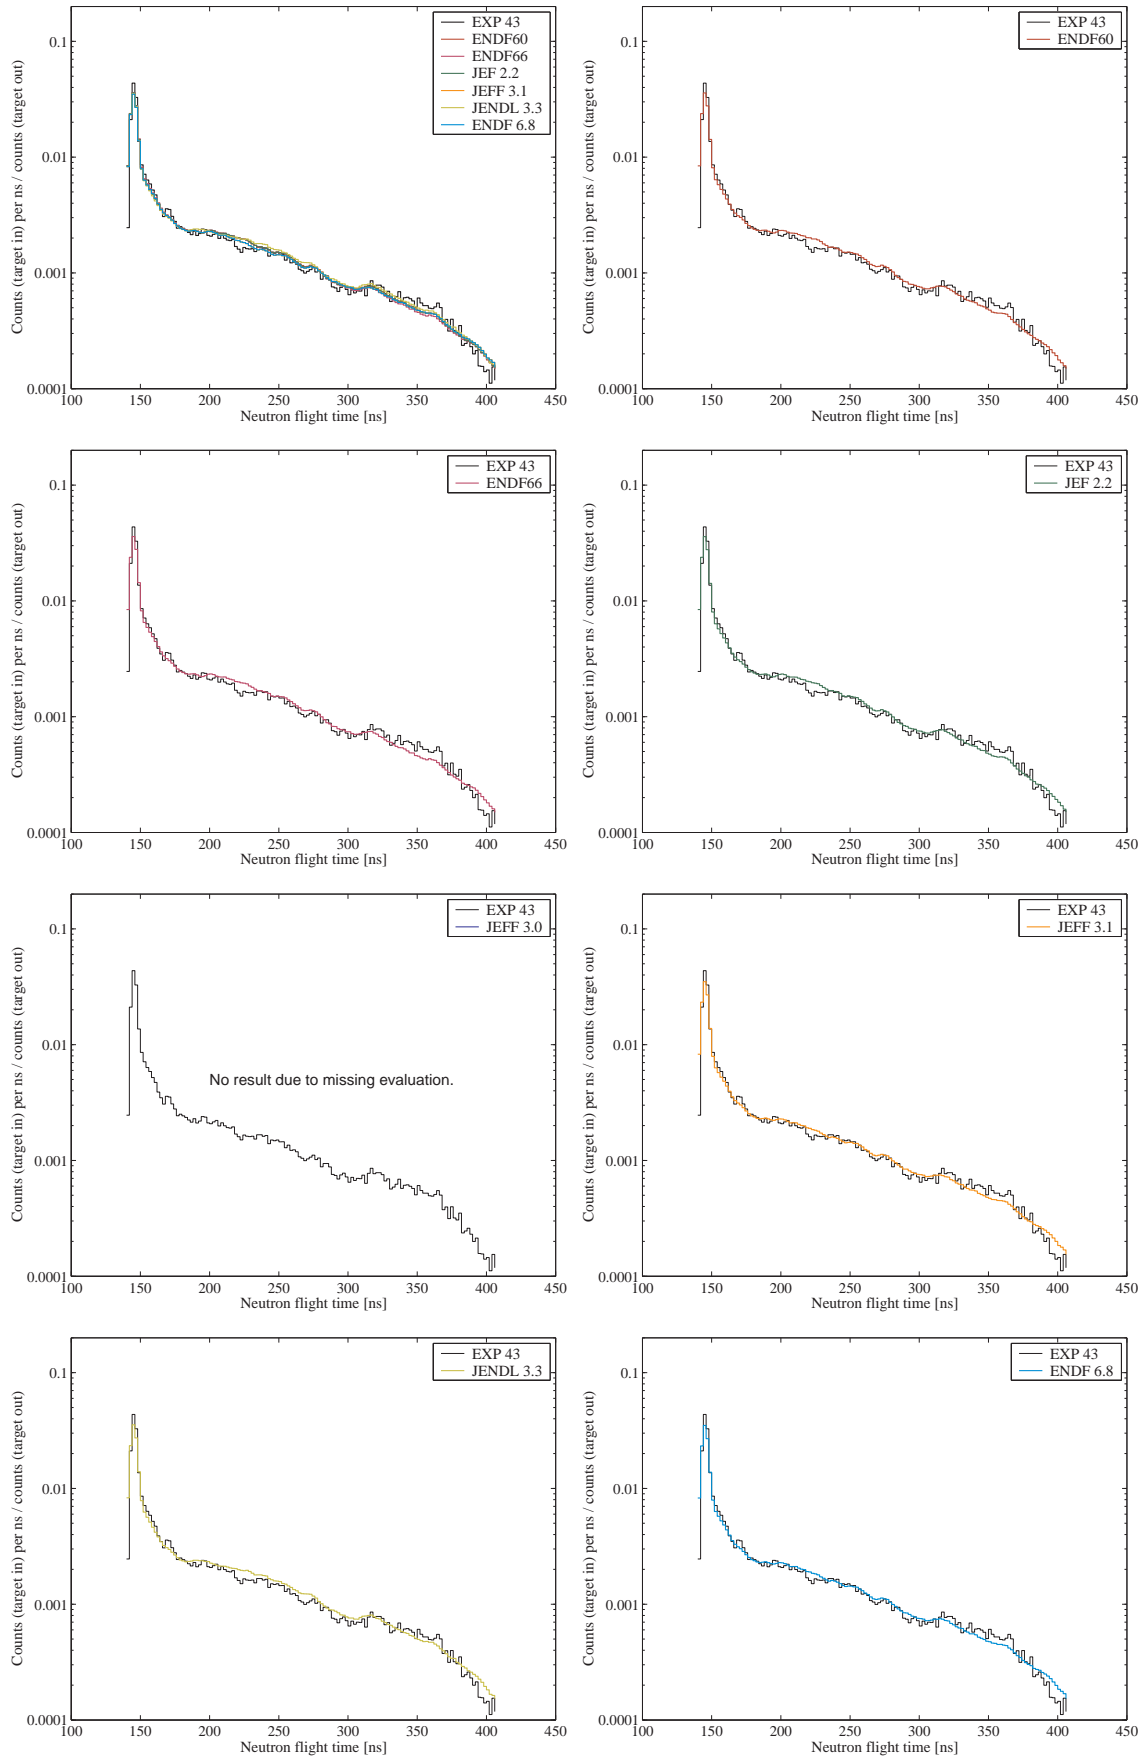 EXP 43
ENDF60
ENDF66
JEF 2.2
JEFF 3.1
JENDL 3.3
ENDF 6.8
0.1
0.01
0.001
0.0001
100 150 200 250 300 350 400 450
Neutron flight time [ns]
Counts (target in) per ns / counts (target out)
EXP 43
ENDF60
0.1
0.01
0.001
0.0001
100 150 200 250 300 350 400 450
Neutron flight time [ns]
Counts (target in) per ns / counts (target out)
EXP 43
ENDF66
0.1
0.01
0.001
0.0001
100 150 200 250 300 350 400 450
Neutron flight time [ns]
Counts (target in) per ns / counts (target out)
EXP 43
JEF 2.2
0.1
0.01
0.001
0.0001
100 150 200 250 300 350 400 450
Neutron flight time [ns]
Counts (target in) per ns / counts (target out)
EXP 43
JEFF 3.0
No result due to missing evaluation.
0.1
0.01
0.001
0.0001
100 150 200 250 300 350 400 450
Neutron flight time [ns]
Counts (target in) per ns / counts (target out)
EXP 43
JEFF 3.1
0.1
0.01
0.001
0.0001
100 150 200 250 300 350 400 450
Neutron flight time [ns]
Counts (target in) per ns / counts (target out)
EXP 43
JENDL 3.3
0.1
0.01
0.001
0.0001
100 150 200 250 300 350 400 450
Neutron flight time [ns]
Counts (target in) per ns / counts (target out)
EXP 43
ENDF 6.8
0.1
0.01
0.001
0.0001
100 150 200 250 300 350 400 450
Neutron flight time [ns]
Counts (target in) per ns / counts (target out)